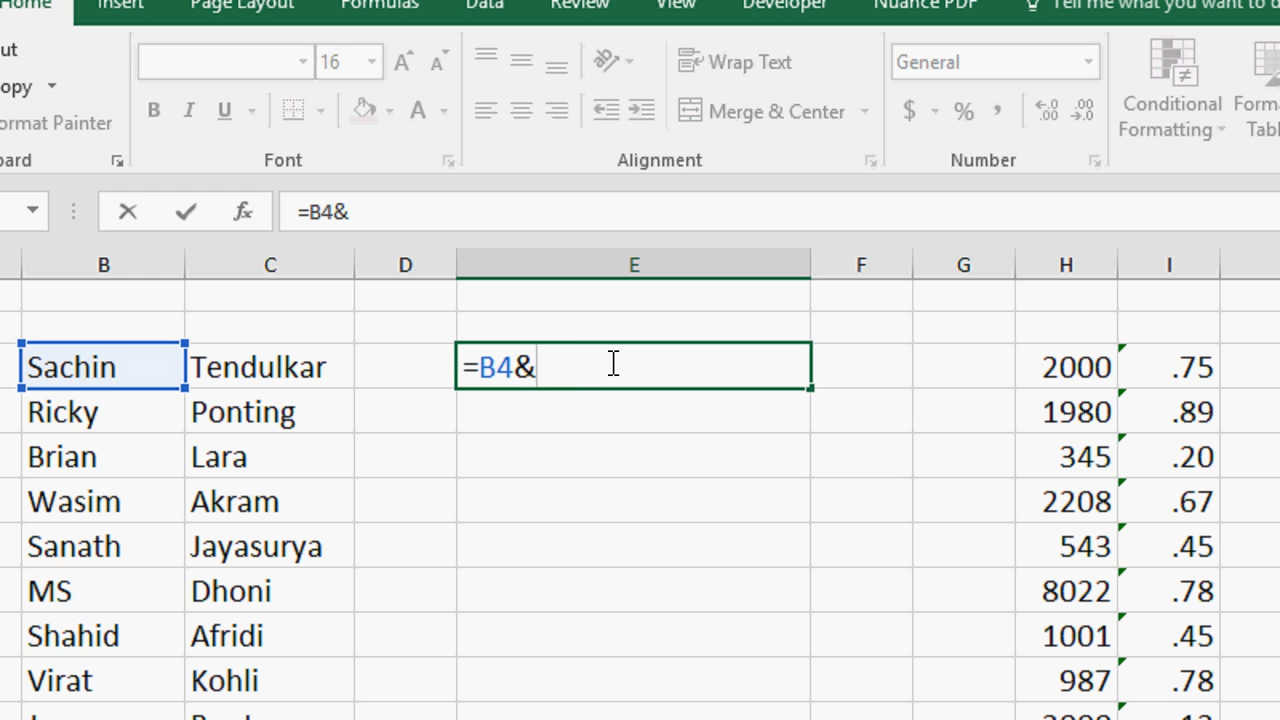 Home Insert Page Layout Formulas Data Review View Developer Nuance PDF Tell me what you want to d
ut
opy
ormat Painter
16 A A
Wrap Text
General
B I U A
Merge & Center
$ % ,
Conditional
Formatting
Forma
Tabl
oard Font Alignment Number
fx =B4&
B C D E F G H I
Sachin Tendulkar =B4& 2000 .75
Ricky Ponting 1980 .89
Brian Lara 345 .20
Wasim Akram 2208 .67
Sanath Jayasurya 543 .45
MS Dhoni 8022 .78
Shahid Afridi 1001 .45
Virat Kohli 987 .78